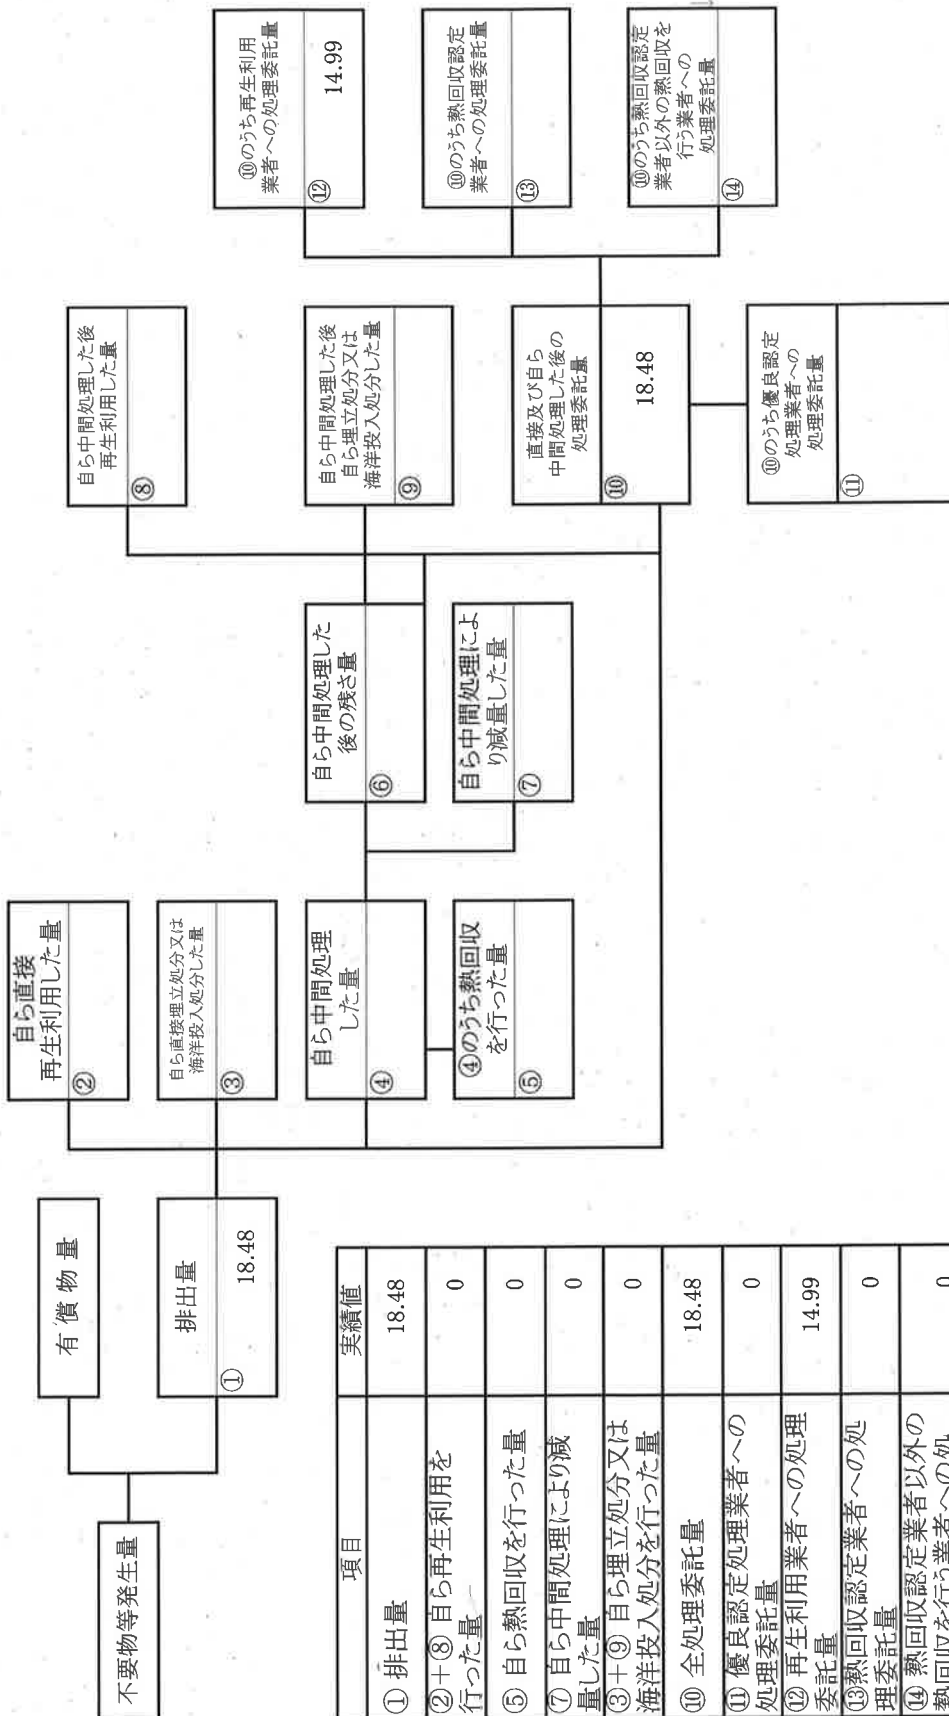 不要物等発生量
有償物量
排出量
①
18.48
自ら直接
再生利用した量
②
自ら直接埋立処分又は
海洋投入処分した量
③
自ら中間処理
した量
④
④のうち熱回収
を行った量
⑤
自ら中間処理した
後の残さ量
⑥
自ら中間処理によ
り減量した量
⑦
自ら中間処理した後
再生利用した量
⑧
自ら中間処理した後
自ら埋立処分又は
海洋投入処分した量
⑨
直接及び自ら
中間処理した後の
処理委託量
⑩
18.48
⑩のうち優良認定
処理業者への
処理委託量
⑪
⑩のうち再生利用
業者への処理委託量
⑫
14.99
⑩のうち熱回収認定
業者への処理委託量
⑬
⑩のうち熱回収認定
業者以外の熱回収を
行う業者への
処理委託量
⑭
項目 実績値
① 排出量 18.48
②+⑧ 自ら再生利用を
行った量 0
⑤ 自ら熱回収を行った量 0
⑦ 自ら中間処理により減
量した量 0
③+⑨ 自ら埋立処分又は
海洋投入処分を行った量 0
⑩ 全処理委託量 18.48
⑪ 優良認定処理業者への
処理委託量 0
⑫ 再生利用業者への処理
委託量 14.99
⑬熱回収認定業者への処
理委託量 0
⑭ 熱回収認定業者以外の
熱回収を行う業者への処 0